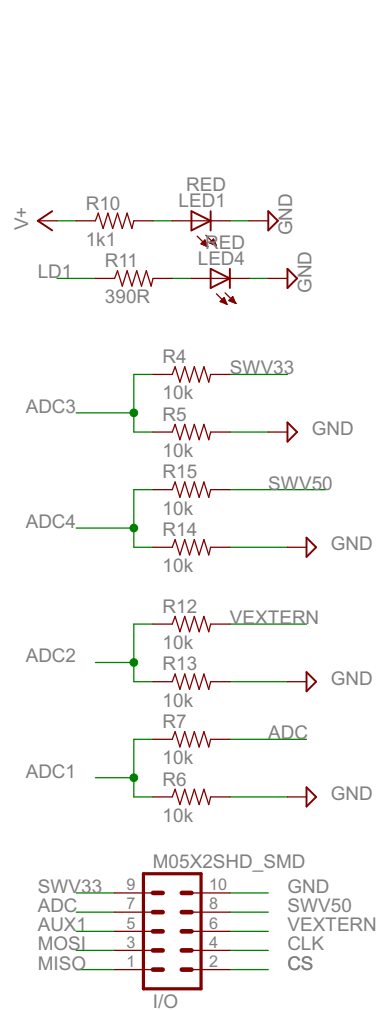 RED
R10 LED1
V+ GND
1k1
RED
R11 LED4
LD1 GND
390R
R4 SWV33
10k
ADC3
R5 GND
10k
R15 SWV50
10k
ADC4
R14 GND
10k
R12 VEXTERN
10k
ADC2
R13 GND
10k
R7 ADC
10k
ADC1
R6 GND
10k
M05X2SHD_SMD
SWV33 9 10 GND
ADC 7 8 SWV50
AUX1 5 6 VEXTERN
MOSI 3 4 CLK
MISO 1 2 CS
I/O